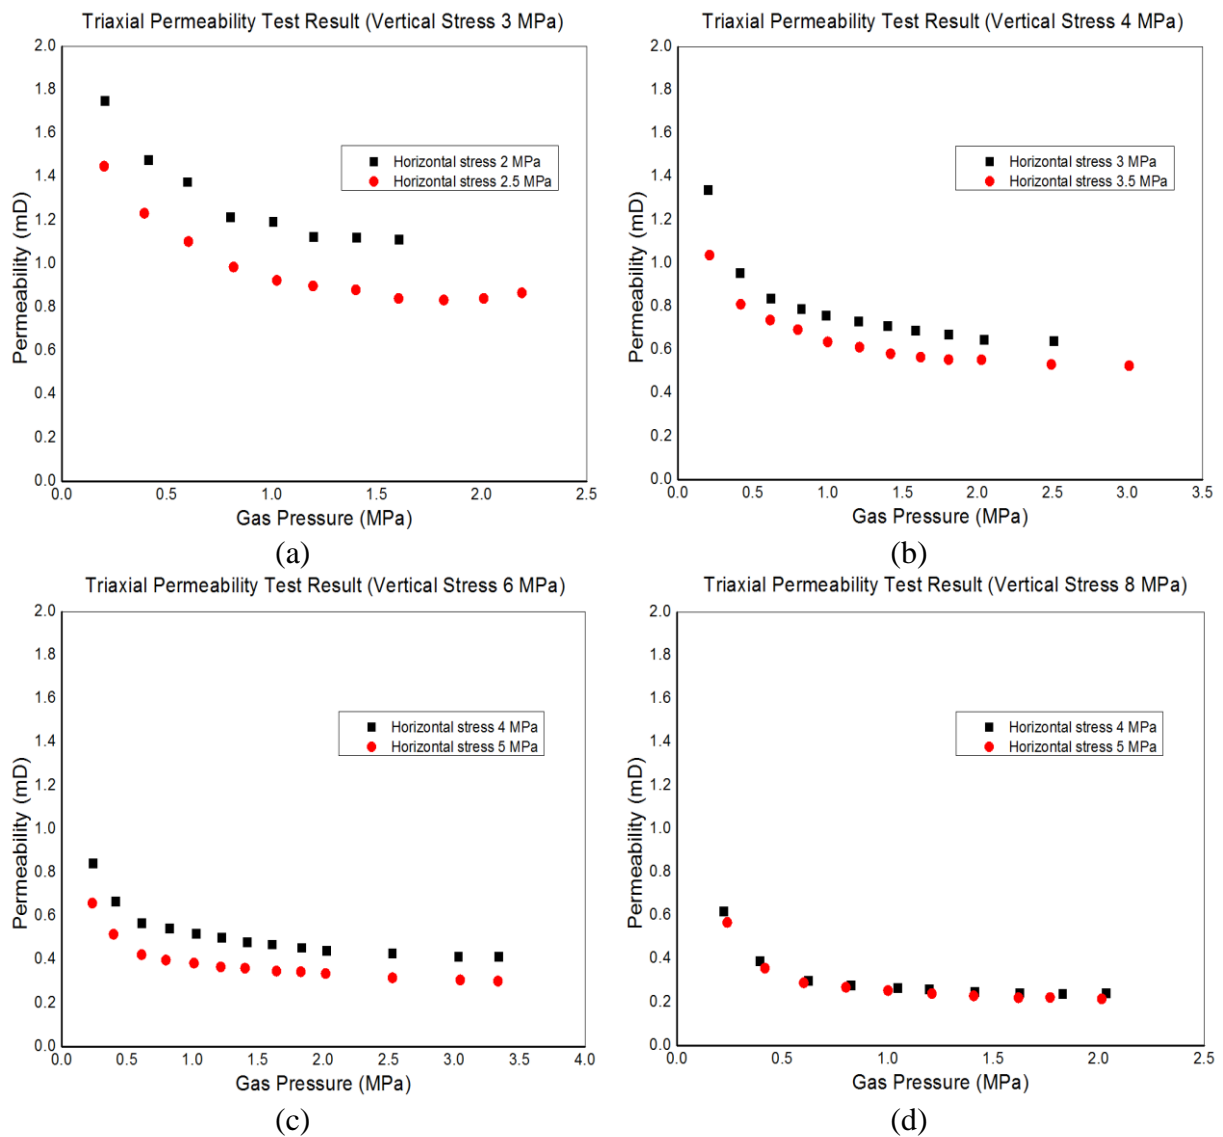 Triaxial Permeability Test Result (Vertical Stress 3 MPa)
2.0
1.8
1.6
1.4
1.2
1.0
0.8
0.6
0.4
0.2
0.0
Permeability (mD)
Horizontal stress 2 MPa
Horizontal stress 2.5 MPa
0.0 0.5 1.0 1.5 2.0 2.5
Gas Pressure (MPa)
(a)
Triaxial Permeability Test Result (Vertical Stress 4 MPa)
2.0
1.8
1.6
1.4
1.2
1.0
0.8
0.6
0.4
0.2
0.0
Permeability (mD)
Horizontal stress 3 MPa
Horizontal stress 3.5 MPa
0.0 0.5 1.0 1.5 2.0 2.5 3.0 3.5
Gas Pressure (MPa)
(b)
Triaxial Permeability Test Result (Vertical Stress 6 MPa)
2.0
1.8
1.6
1.4
1.2
1.0
0.8
0.6
0.4
0.2
0.0
Permeability (mD)
Horizontal stress 4 MPa
Horizontal stress 5 MPa
0.0 0.5 1.0 1.5 2.0 2.5 3.0 3.5 4.0
Gas Pressure (MPa)
(c)
Triaxial Permeability Test Result (Vertical Stress 8 MPa)
2.0
1.8
1.6
1.4
1.2
1.0
0.8
0.6
0.4
0.2
0.0
Permeability (mD)
Horizontal stress 4 MPa
Horizontal stress 5 MPa
0.0 0.5 1.0 1.5 2.0 2.5
Gas Pressure (MPa)
(d)